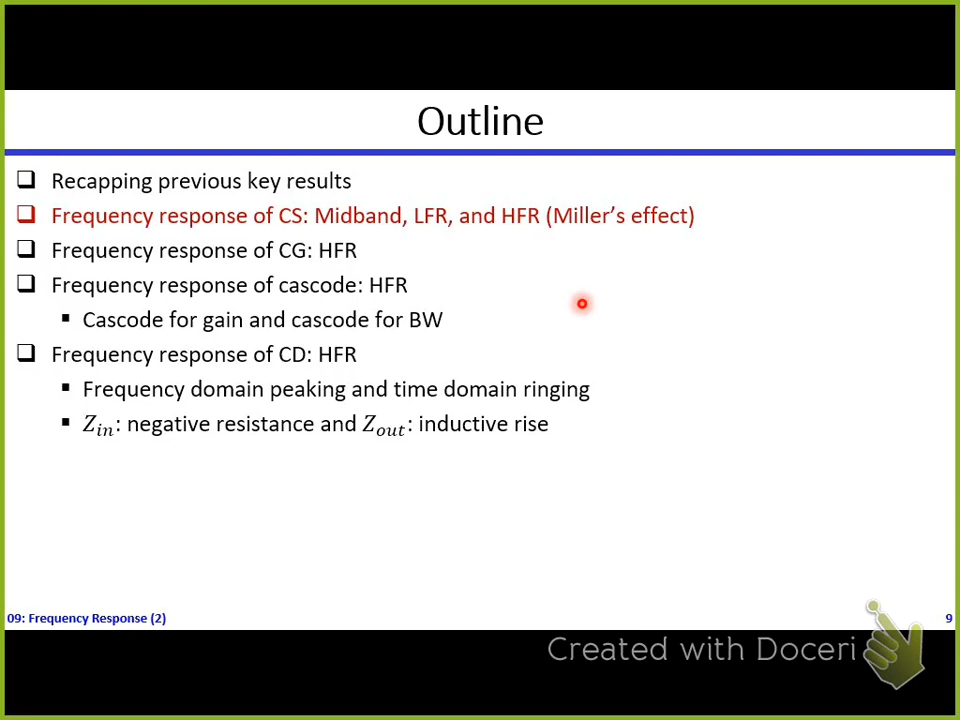 Outline
Recapping previous key results
Frequency response of CS: Midband, LFR, and HFR (Miller’s effect)
Frequency response of CG: HFR
Frequency response of cascode: HFR
Cascode for gain and cascode for BW
Frequency response of CD: HFR
Frequency domain peaking and time domain ringing
Z_in: negative resistance and Z_out: inductive rise
09: Frequency Response (2)
9
Created with Doceri